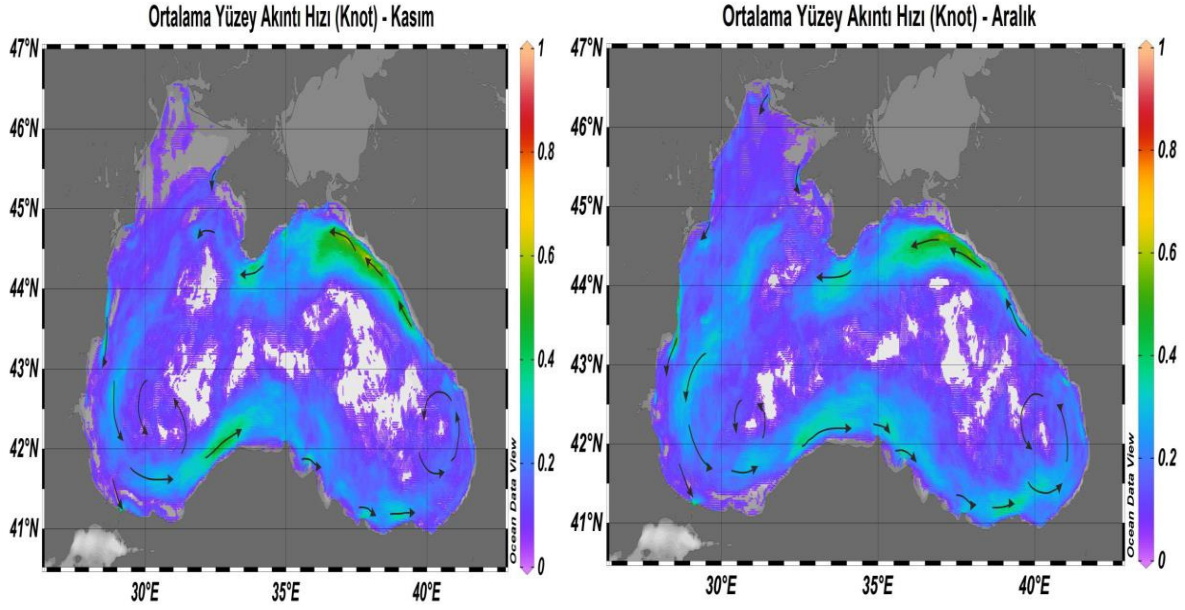 Ortalama Yüzey Akıntı Hızı (Knot) - Kasım
47°N
46°N
45°N
44°N
43°N
42°N
41°N
30°E
35°E
40°E
1
0.8
0.6
0.4
0.2
0
Ocean Data View
Ortalama Yüzey Akıntı Hızı (Knot) - Aralık
47°N
46°N
45°N
44°N
43°N
42°N
41°N
30°E
35°E
40°E
1
0.8
0.6
0.4
0.2
0
Ocean Data View